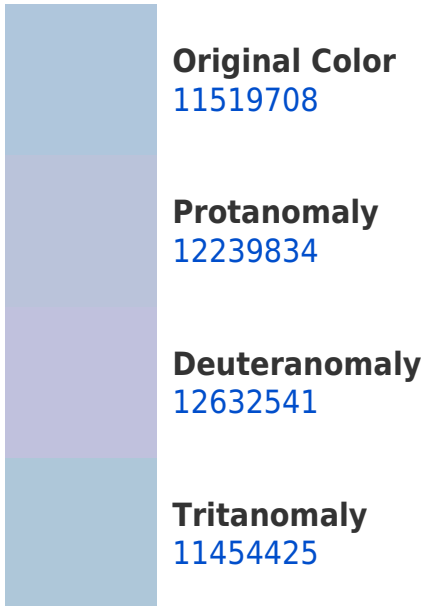 Original Color
11519708
Protanomaly
12239834
Deuteranomaly
12632541
Tritanomaly
11454425